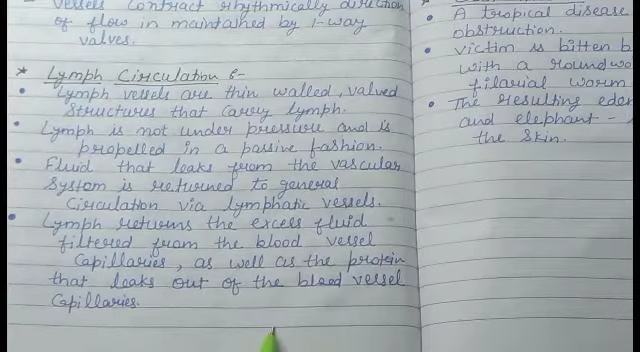 vessels contract rhythmically direction
of flow in maintained by 1-way
valves.
* Lymph Circulation :-
• Lymph vessels are thin walled, valved
structures that carry lymph.
• Lymph is not under pressure and is
propelled in a passive fashion.
• Fluid that leaks from the vascular
system is returned to general
Circulation via lymphatic vessels.
• Lymph returns the excess fluid
filtered from the blood vessel
Capillaries, as well as the protein
that leaks out of the blood vessel
Capillaries.
• A tropical disease
obstruction.
• Victim is bitten b
with a roundwo
filarial worm
• The resulting ede
and elephant-
the skin.